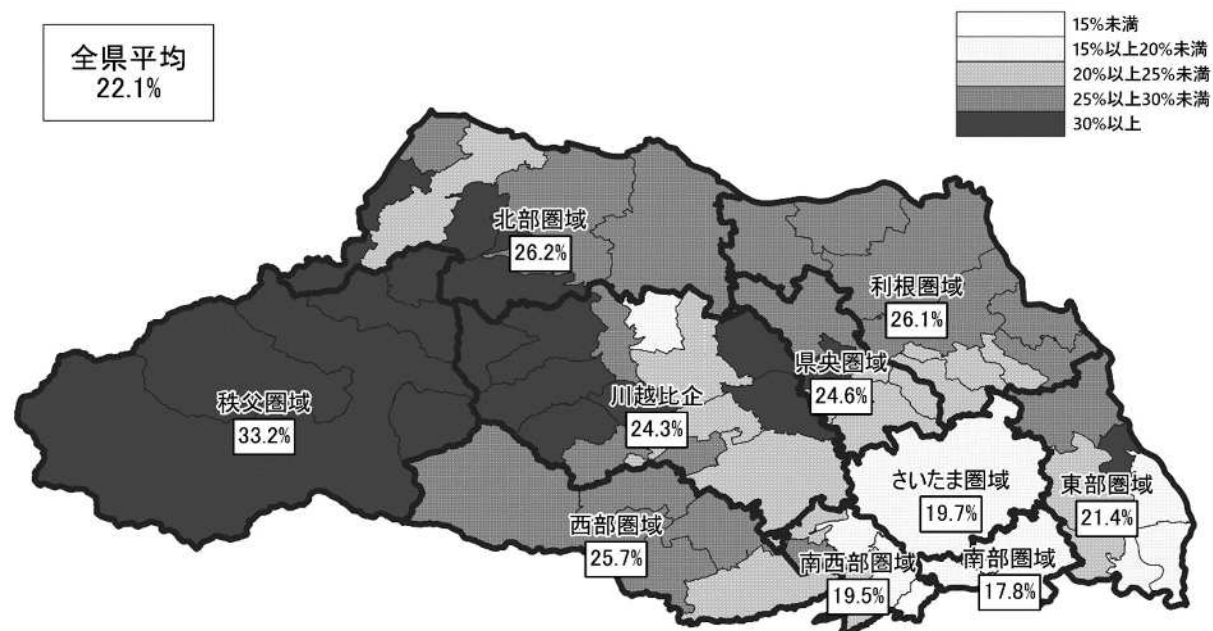 全県平均
22.1%
15%未満
15%以上20%未満
20%以上25%未満
25%以上30%未満
30%以上
北部圏域
26.2%
利根圏域
26.1%
県央圏域
24.6%
川越比企
24.3%
秩父圏域
33.2%
さいたま圏域
19.7%
東部圏域
21.4%
西部圏域
25.7%
南西部圏域
19.5%
南部圏域
17.8%